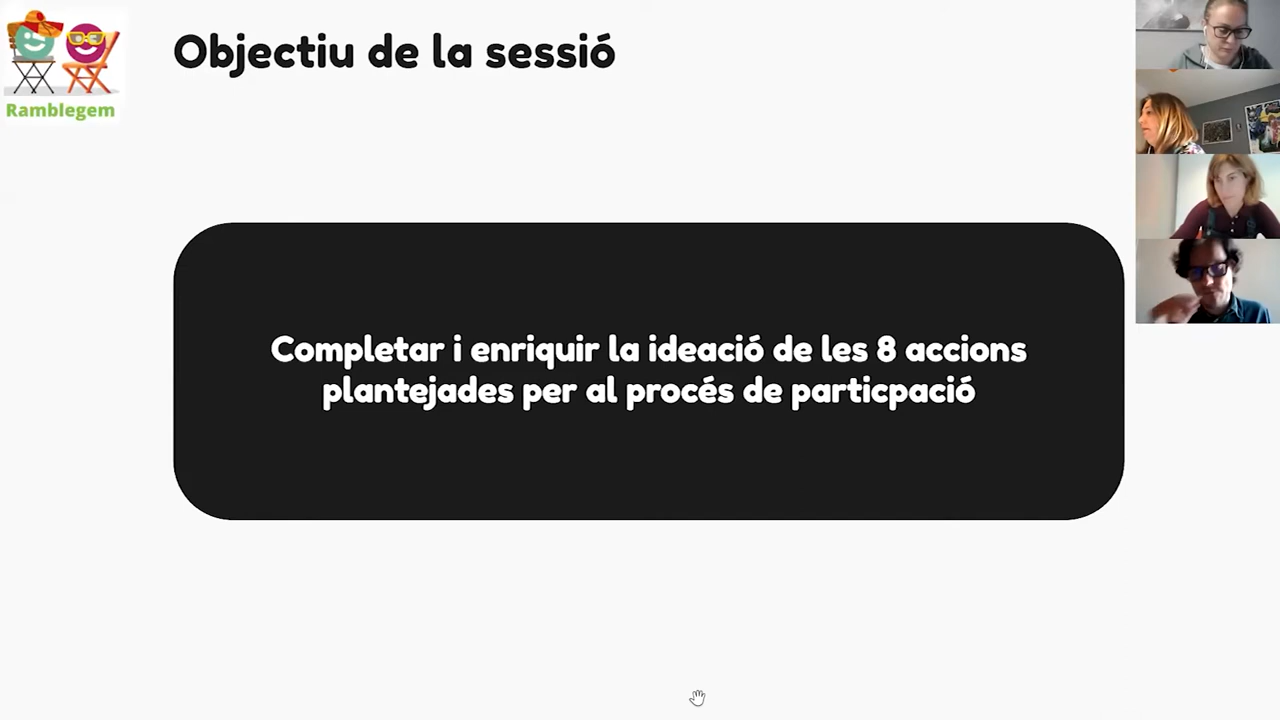 Objectiu de la sessió
Ramblegem
Completar i enriquir la ideació de les 8 accions
plantejades per al procés de particpació